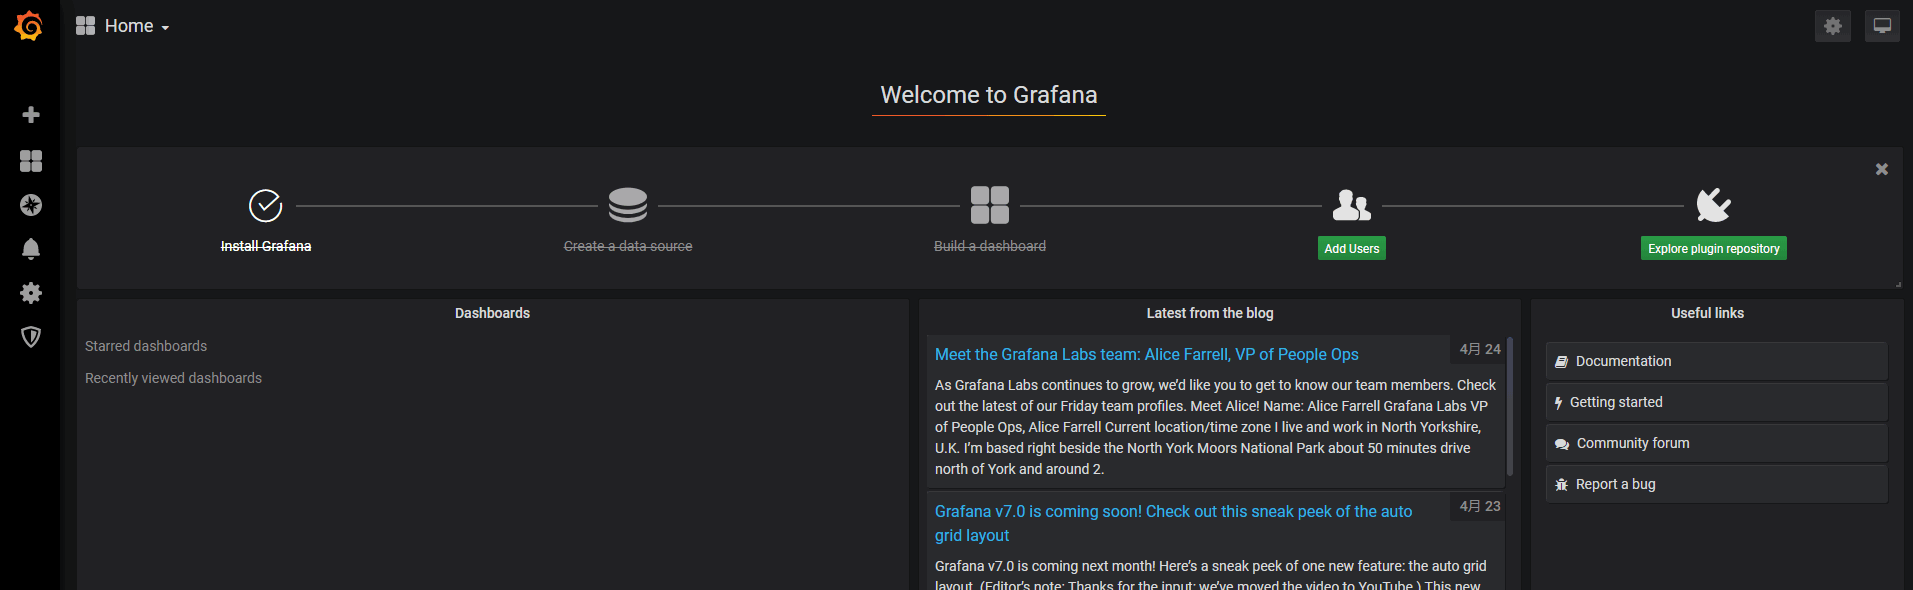 Home
Welcome to Grafana
Install Grafana
Create a data source
Build a dashboard
Add Users
Explore plugin repository
Dashboards
Starred dashboards
Recently viewed dashboards
Latest from the blog
Meet the Grafana Labs team: Alice Farrell, VP of People Ops
4月 24
As Grafana Labs continues to grow, we’d like you to get to know our team members. Check
out the latest of our Friday team profiles. Meet Alice! Name: Alice Farrell Grafana Labs VP
of People Ops, Alice Farrell Current location/time zone I live and work in North Yorkshire,
U.K. I’m based right beside the North York Moors National Park about 50 minutes drive
north of York and around 2.
Grafana v7.0 is coming soon! Check out this sneak peek of the auto
grid layout
4月 23
Grafana v7.0 is coming next month! Here’s a sneak peek of one new feature: the auto grid
layout. (Editor’s note: Thanks for the input; we’ve moved the video to YouTube.) This new
Useful links
Documentation
Getting started
Community forum
Report a bug